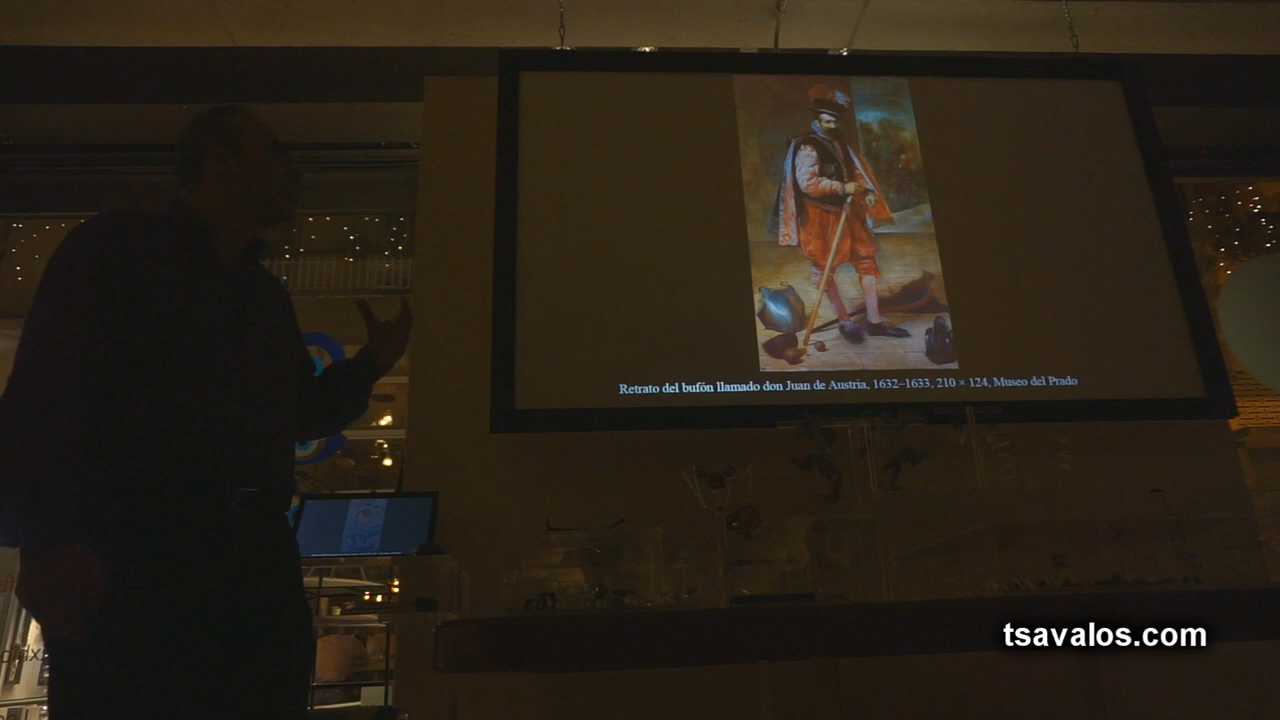 Retrato del bufón llamado don Juan de Austria, 1632–1633, 210 × 124, Museo del Prado
tsavalos.com